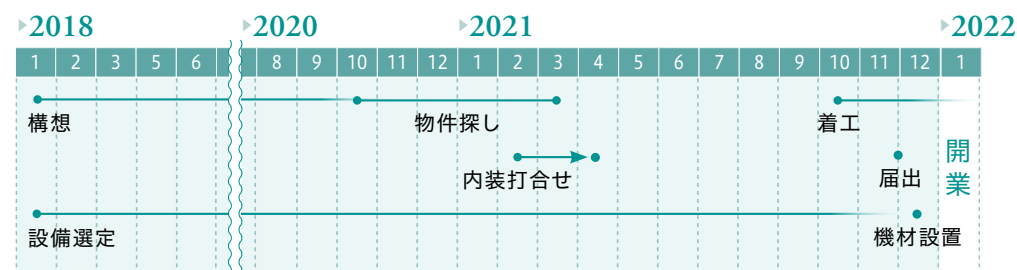 ▶2018 ▶2020 ▶2021 ▶2022
1 2 3 5 6 8 9 10 11 12 1 2 3 4 5 6 7 8 9 10 11 12 1
構想 物件探し 着工
内装打合せ 届出
開業
設備選定 機材設置